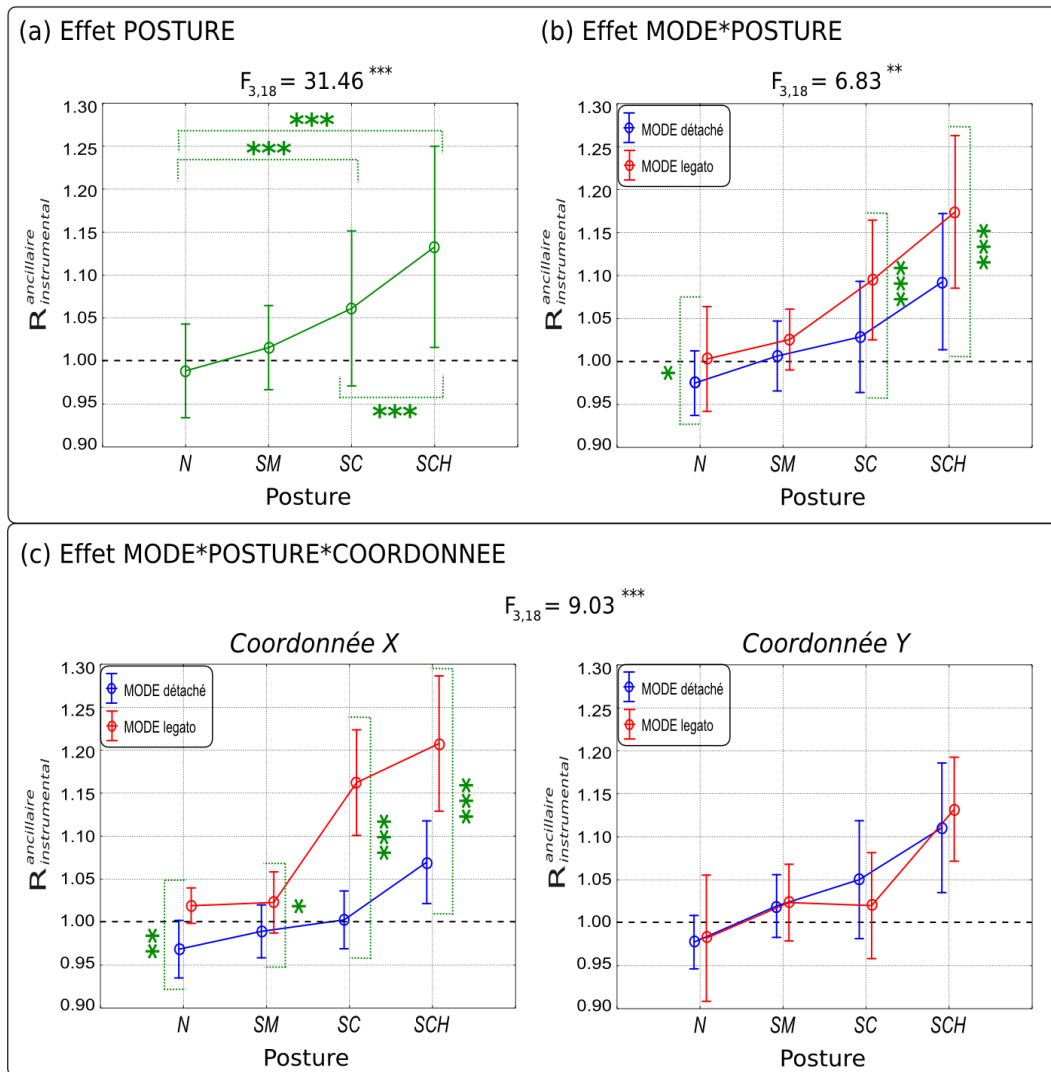 (a) Effet POSTURE
F3,18 = 31.46 ***
1.30
1.25
1.20
1.15
1.10
1.05
1.00
0.95
0.90
R ancillaire instrumental
***
***
***
N SM SC SCH
Posture
(b) Effet MODE*POSTURE
F3,18 = 6.83 **
1.30
1.25
1.20
1.15
1.10
1.05
1.00
0.95
0.90
R ancillaire instrumental
MODE détaché
MODE legato
*
***
***
N SM SC SCH
Posture
(c) Effet MODE*POSTURE*COORDONNEE
F3,18 = 9.03 ***
Coordonnée X
1.30
1.25
1.20
1.15
1.10
1.05
1.00
0.95
0.90
R ancillaire instrumental
MODE détaché
MODE legato
**
*
***
***
N SM SC SCH
Posture
Coordonnée Y
1.30
1.25
1.20
1.15
1.10
1.05
1.00
0.95
0.90
R ancillaire instrumental
MODE détaché
MODE legato
N SM SC SCH
Posture